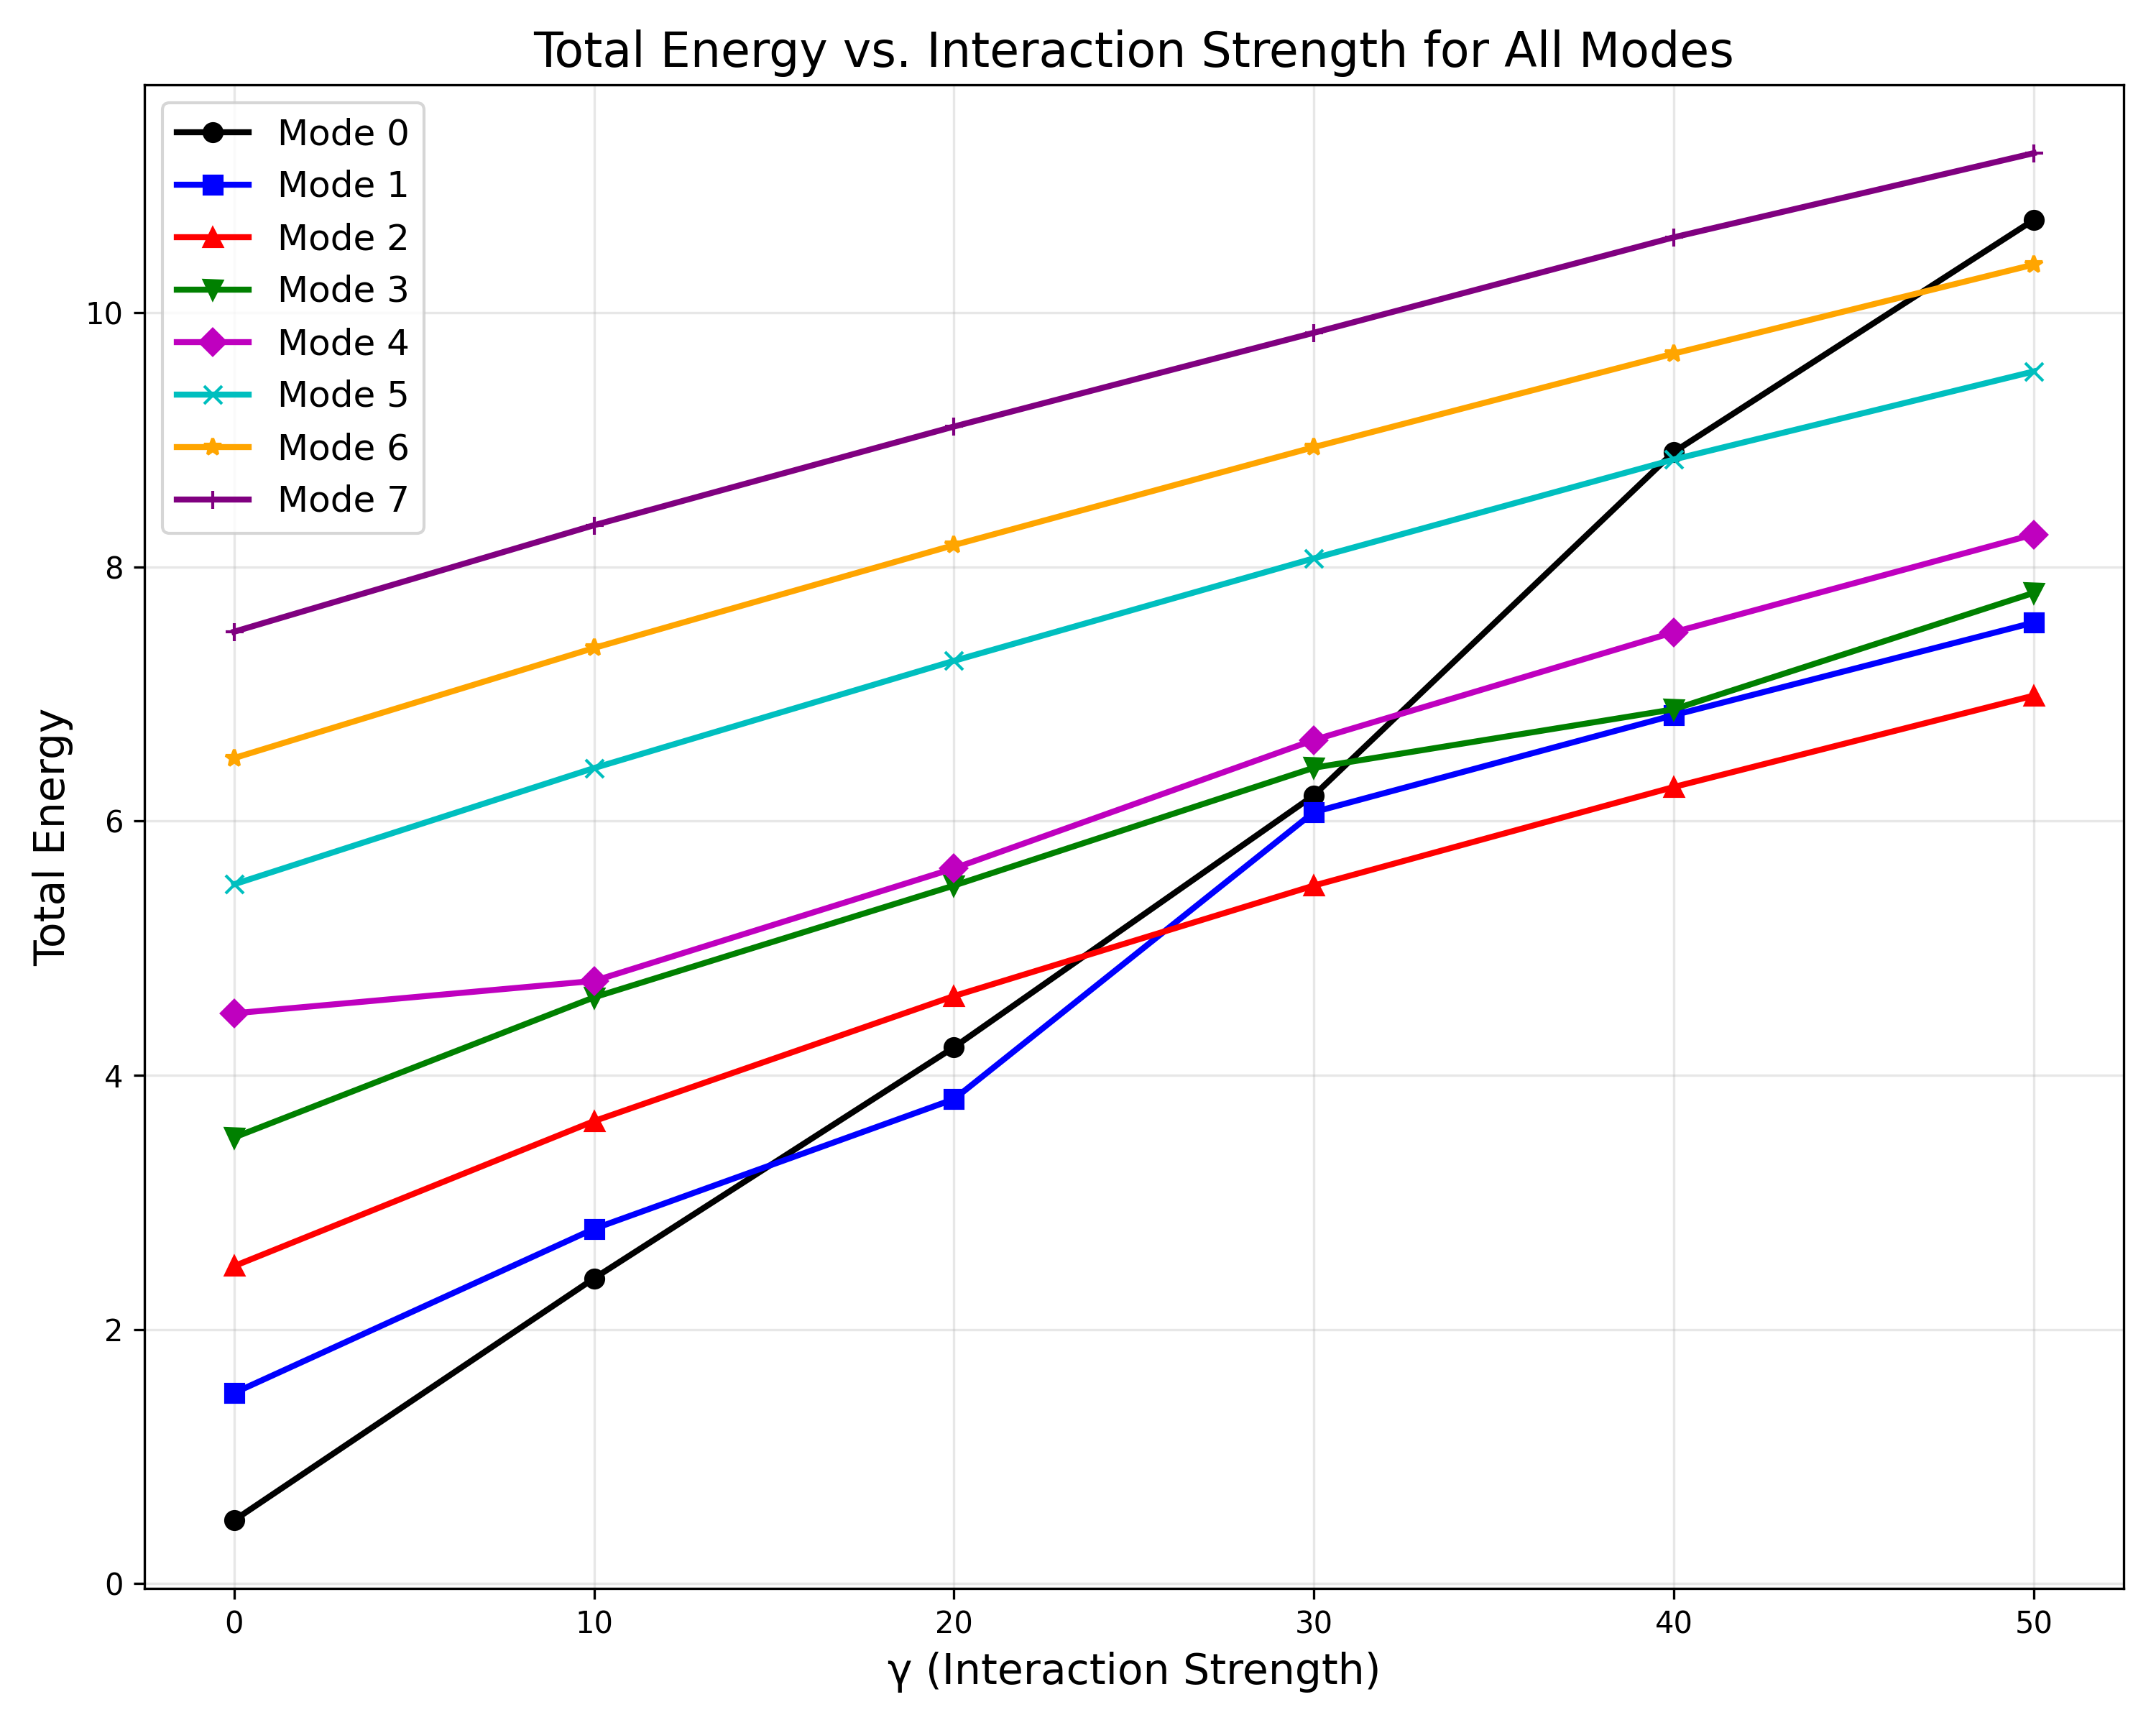 Total Energy vs. Interaction Strength for All Modes
Mode 0
Mode 1
Mode 2
Mode 3
Mode 4
Mode 5
Mode 6
Mode 7
Total Energy
10
8
6
4
2
0
0 10 20 30 40 50
γ (Interaction Strength)